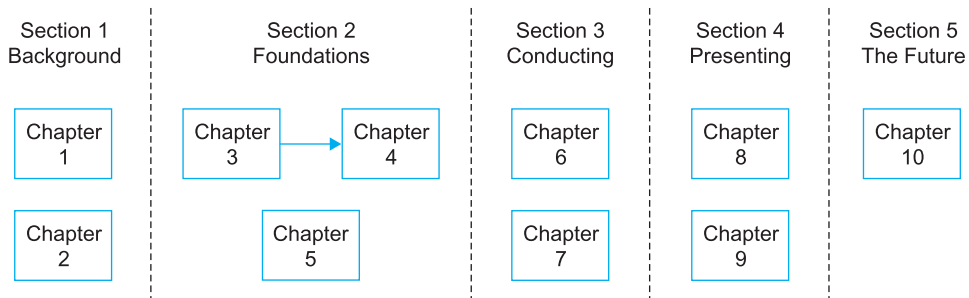 Section 1
Background
Section 2
Foundations
Section 3
Conducting
Section 4
Presenting
Section 5
The Future
Chapter
1
Chapter
3
Chapter
4
Chapter
6
Chapter
8
Chapter
10
Chapter
2
Chapter
5
Chapter
7
Chapter
9